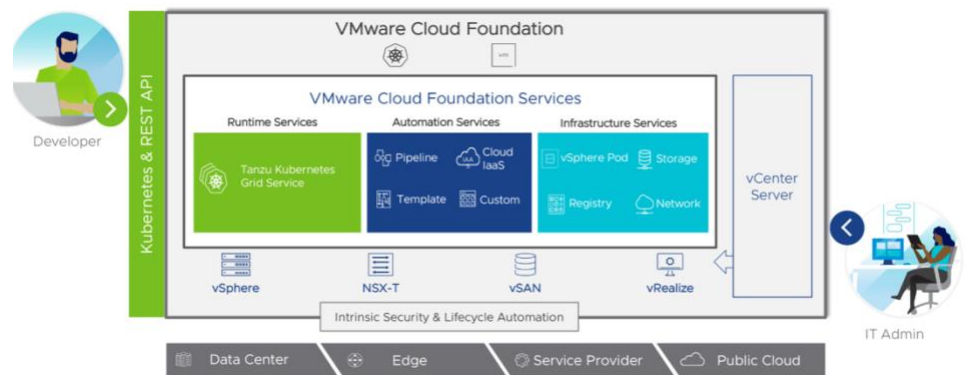 VMware Cloud Foundation
vm
Developer
Kubernetes & REST API
VMware Cloud Foundation Services
Runtime Services
Automation Services
Infrastructure Services
Tanzu Kubernetes
Grid Service
Pipeline
Cloud
IaaS
Template
Custom
vSphere Pod
Storage
Registry
Network
vCenter
Server
vSphere
NSX-T
vSAN
vRealize
Intrinsic Security & Lifecycle Automation
IT Admin
Data Center
Edge
Service Provider
Public Cloud